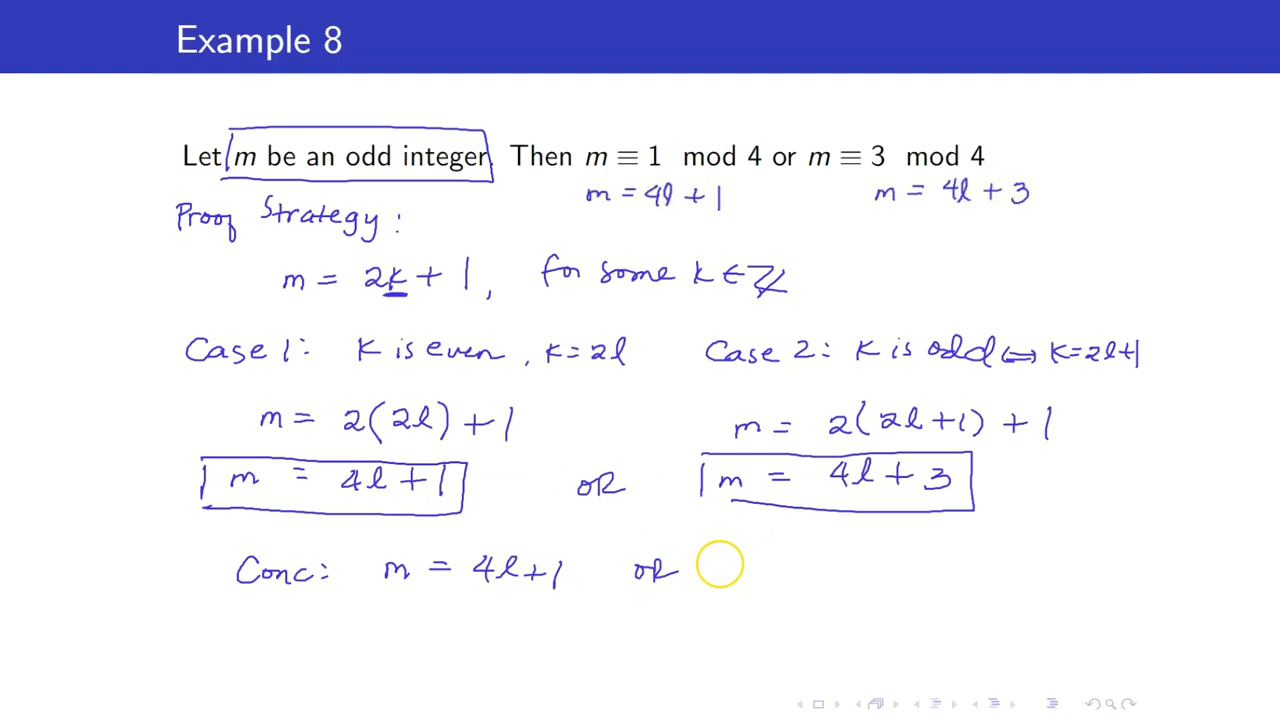 Example 8
Let m be an odd integer. Then m ≡ 1 mod 4 or m ≡ 3 mod 4
m = 4l + 1 m = 4l + 3
Proof Strategy:
m = 2k + 1, for some k ∈ ℤ
Case 1: k is even, k = 2l Case 2: k is odd ⇔ k = 2l+1
m = 2(2l) + 1 m = 2(2l+1) + 1
m = 4l + 1 OR m = 4l + 3
Conc: m = 4l+1 or